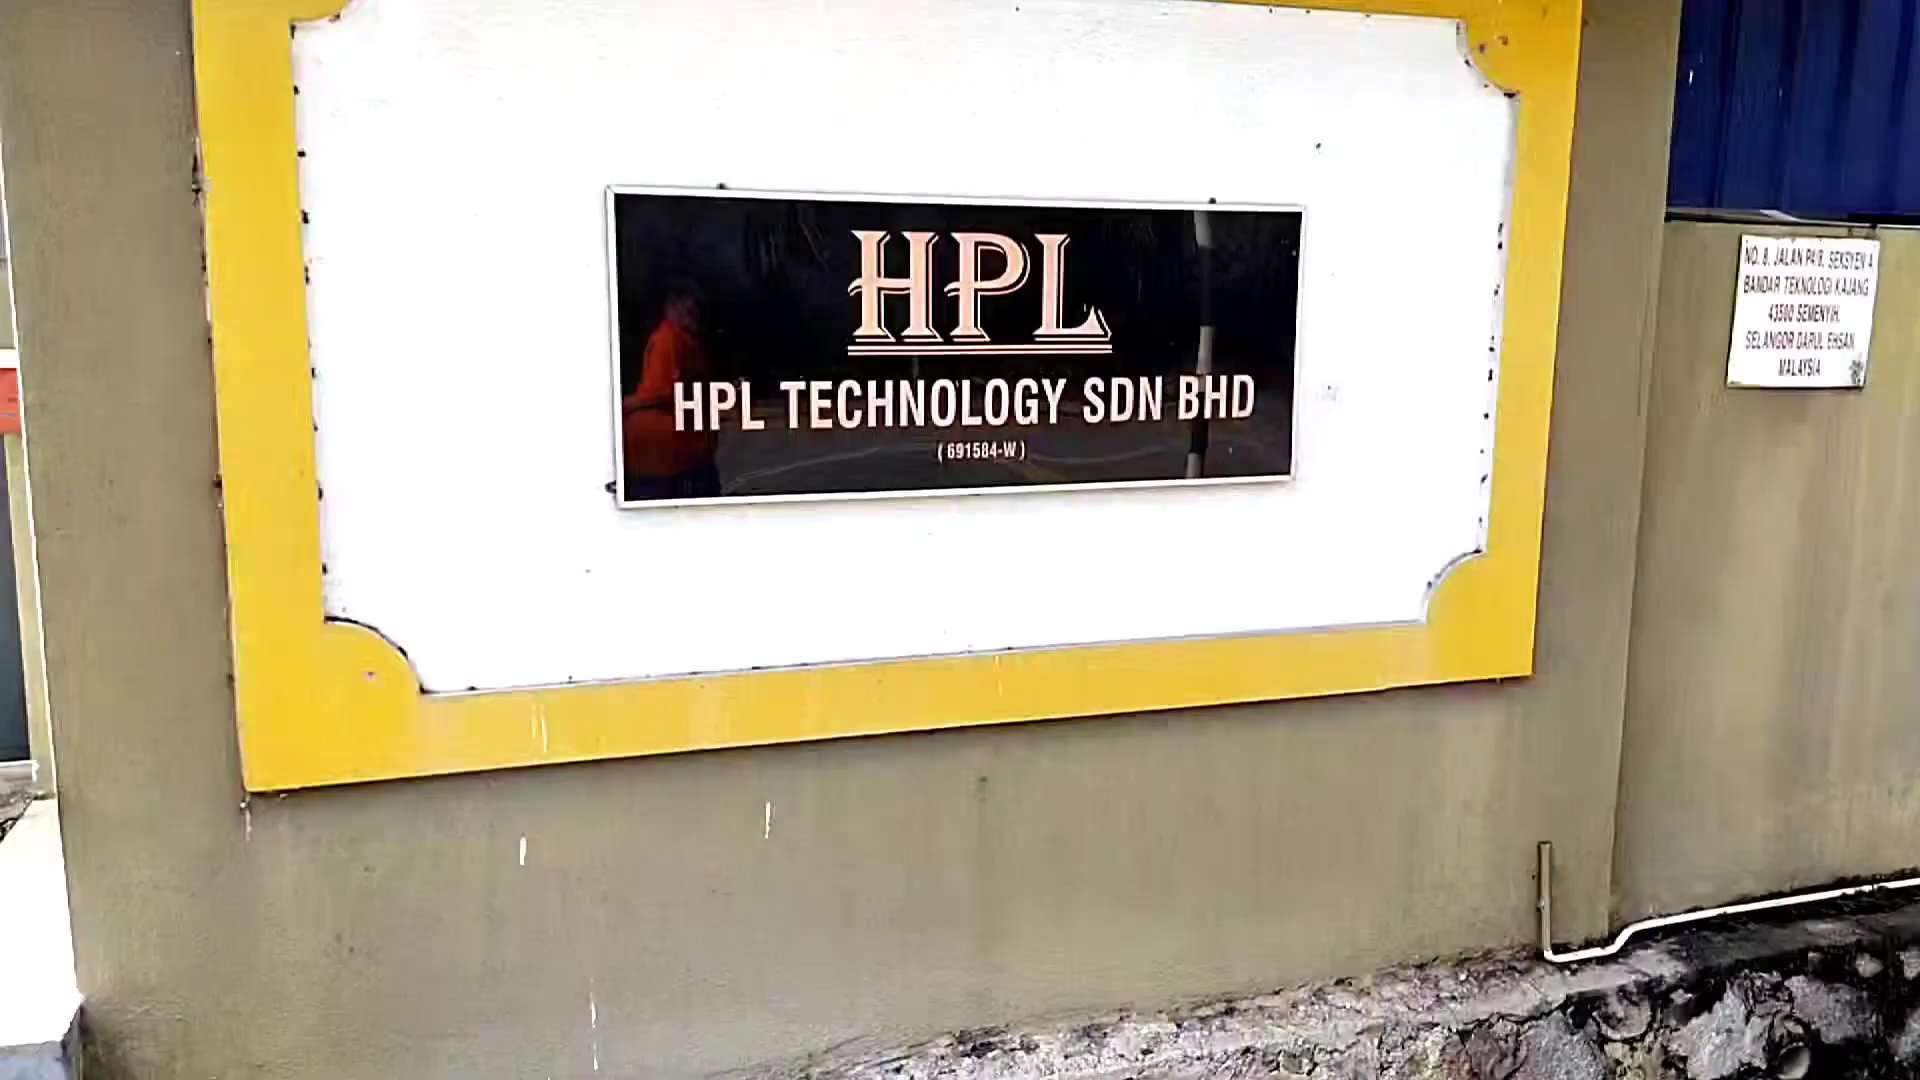 HPL
HPL TECHNOLOGY SDN BHD
( 691584-W )
NO. 8, JALAN P4/8, SEKSYEN 4
BANDAR TEKNOLOGI KAJANG
43500 SEMENYIH,
SELANGOR DARUL EHSAN,
MALAYSIA